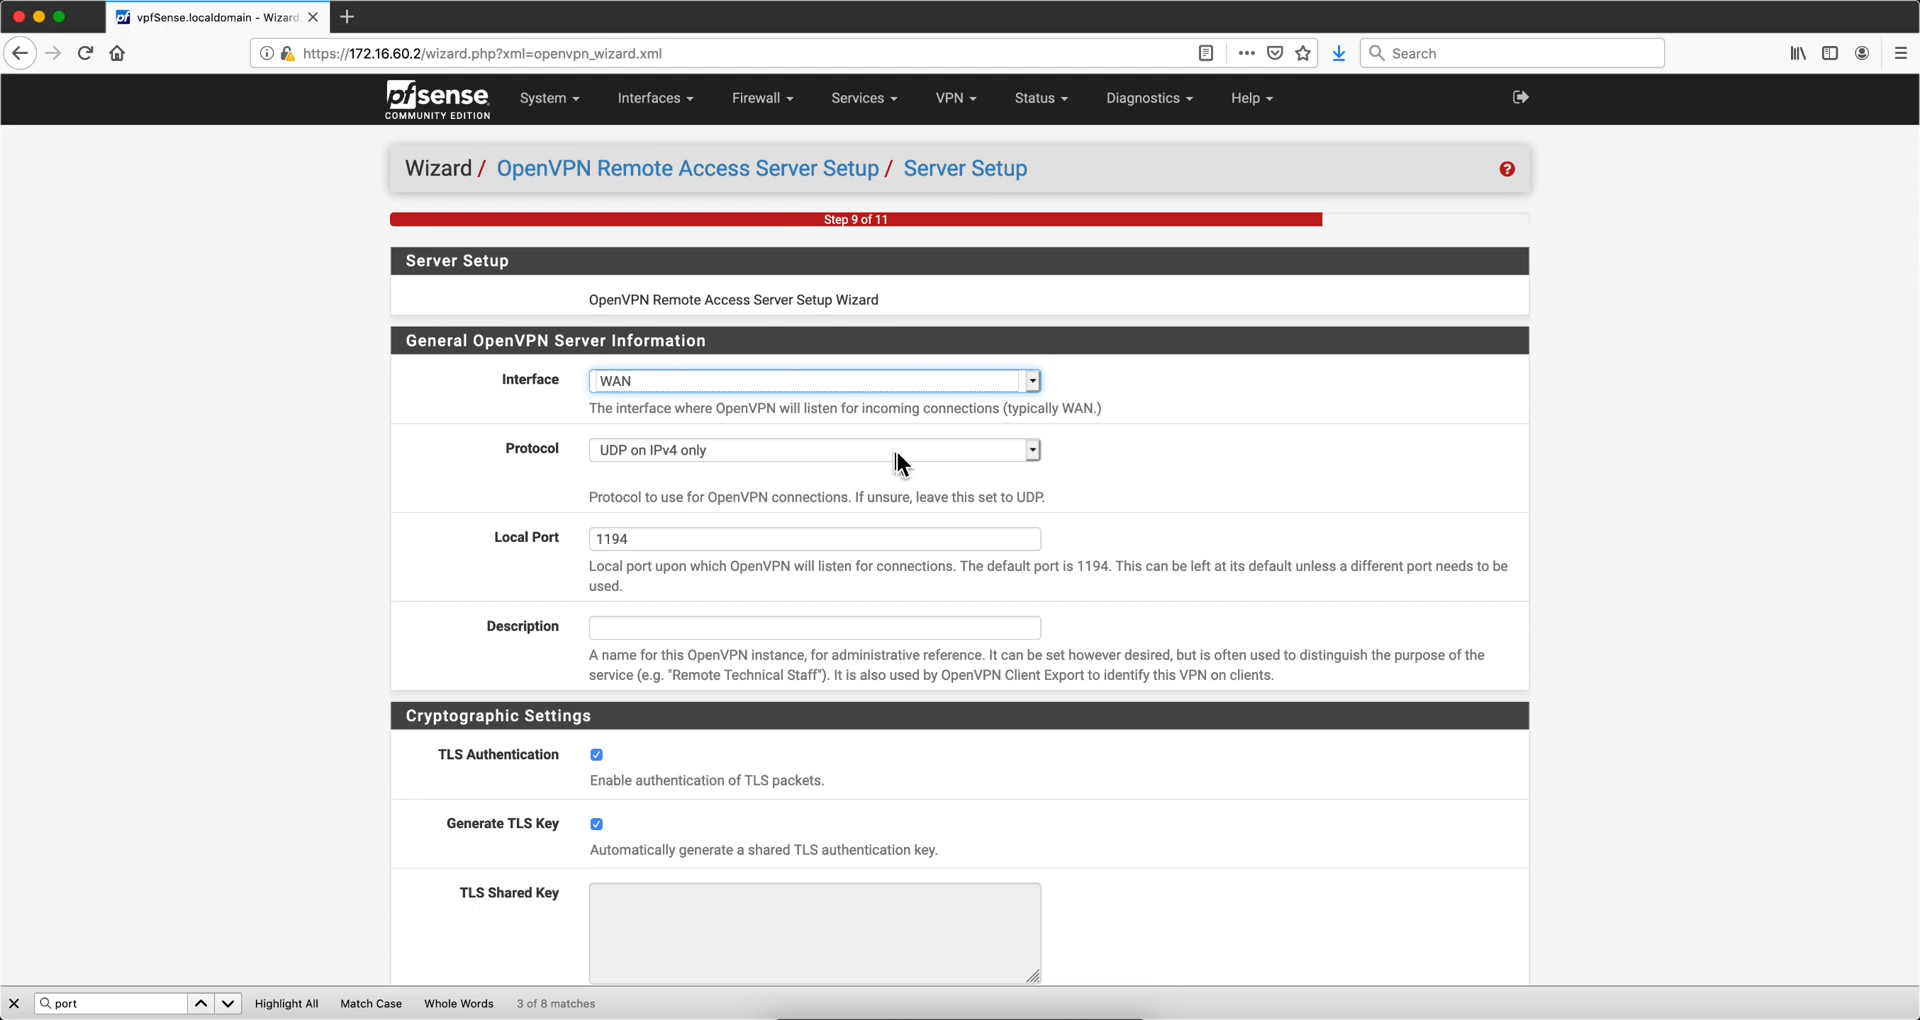 vpfSense.localdomain - Wizard
https://172.16.60.2/wizard.php?xml=openvpn_wizard.xml
Search
pfsense
COMMUNITY EDITION
System
Interfaces
Firewall
Services
VPN
Status
Diagnostics
Help
Wizard / OpenVPN Remote Access Server Setup / Server Setup
Step 9 of 11
Server Setup
OpenVPN Remote Access Server Setup Wizard
General OpenVPN Server Information
Interface
WAN
The interface where OpenVPN will listen for incoming connections (typically WAN.)
Protocol
UDP on IPv4 only
Protocol to use for OpenVPN connections. If unsure, leave this set to UDP.
Local Port
1194
Local port upon which OpenVPN will listen for connections. The default port is 1194. This can be left at its default unless a different port needs to be
used.
Description
A name for this OpenVPN instance, for administrative reference. It can be set however desired, but is often used to distinguish the purpose of the
service (e.g. "Remote Technical Staff"). It is also used by OpenVPN Client Export to identify this VPN on clients.
Cryptographic Settings
TLS Authentication
Enable authentication of TLS packets.
Generate TLS Key
Automatically generate a shared TLS authentication key.
TLS Shared Key
port
Highlight All
Match Case
Whole Words
3 of 8 matches